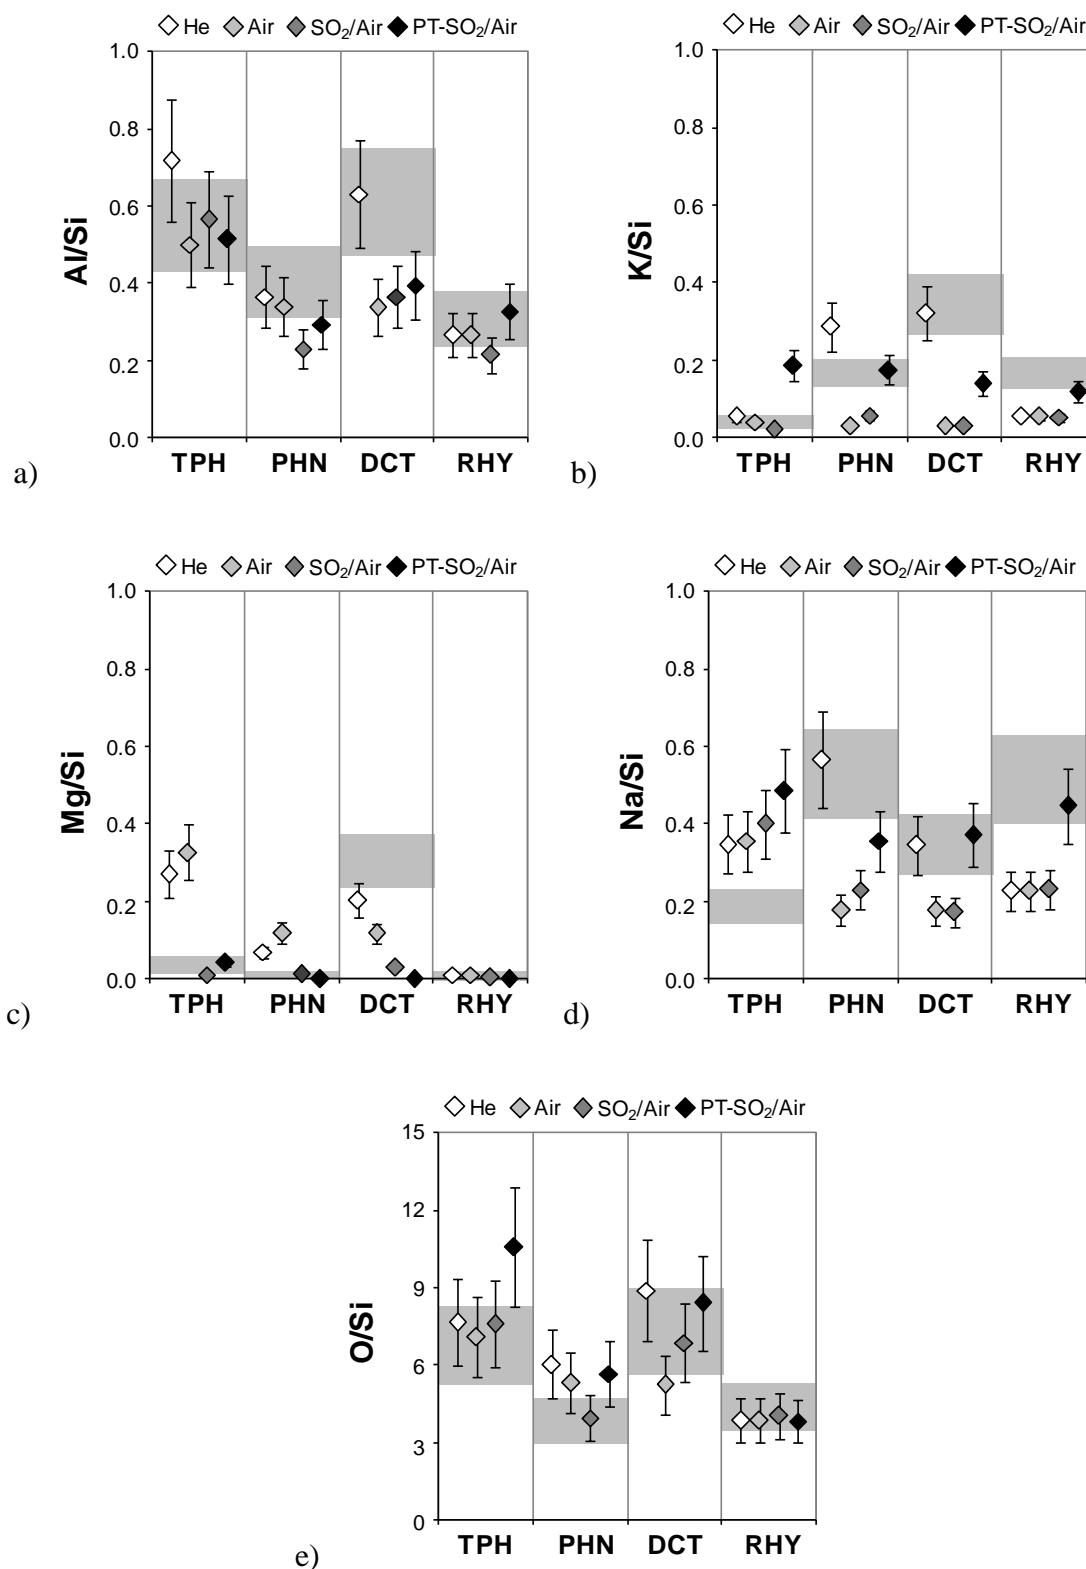 He Air SO₂/Air PT-SO₂/Air
1.0
0.8
0.6
0.4
0.2
0.0
Al/Si
TPH PHN DCT RHY
a)
He Air SO₂/Air PT-SO₂/Air
1.0
0.8
0.6
0.4
0.2
0.0
K/Si
TPH PHN DCT RHY
b)
He Air SO₂/Air PT-SO₂/Air
1.0
0.8
0.6
0.4
0.2
0.0
Mg/Si
TPH PHN DCT RHY
c)
He Air SO₂/Air PT-SO₂/Air
1.0
0.8
0.6
0.4
0.2
0.0
Na/Si
TPH PHN DCT RHY
d)
He Air SO₂/Air PT-SO₂/Air
15
12
9
6
3
0
O/Si
TPH PHN DCT RHY
e)